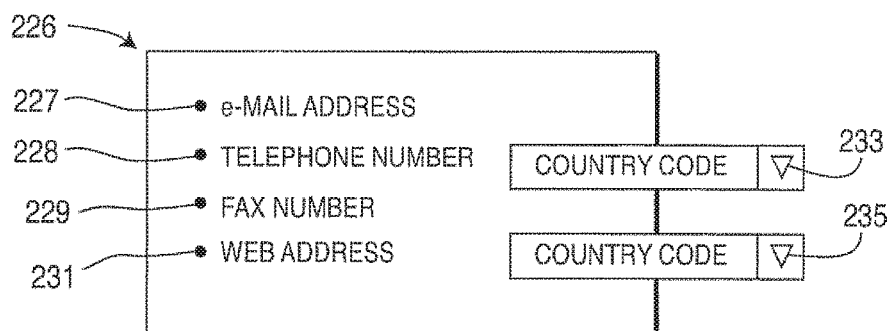 226
227 • e-MAIL ADDRESS
228 • TELEPHONE NUMBER COUNTRY CODE 233
229 • FAX NUMBER
231 • WEB ADDRESS COUNTRY CODE 235